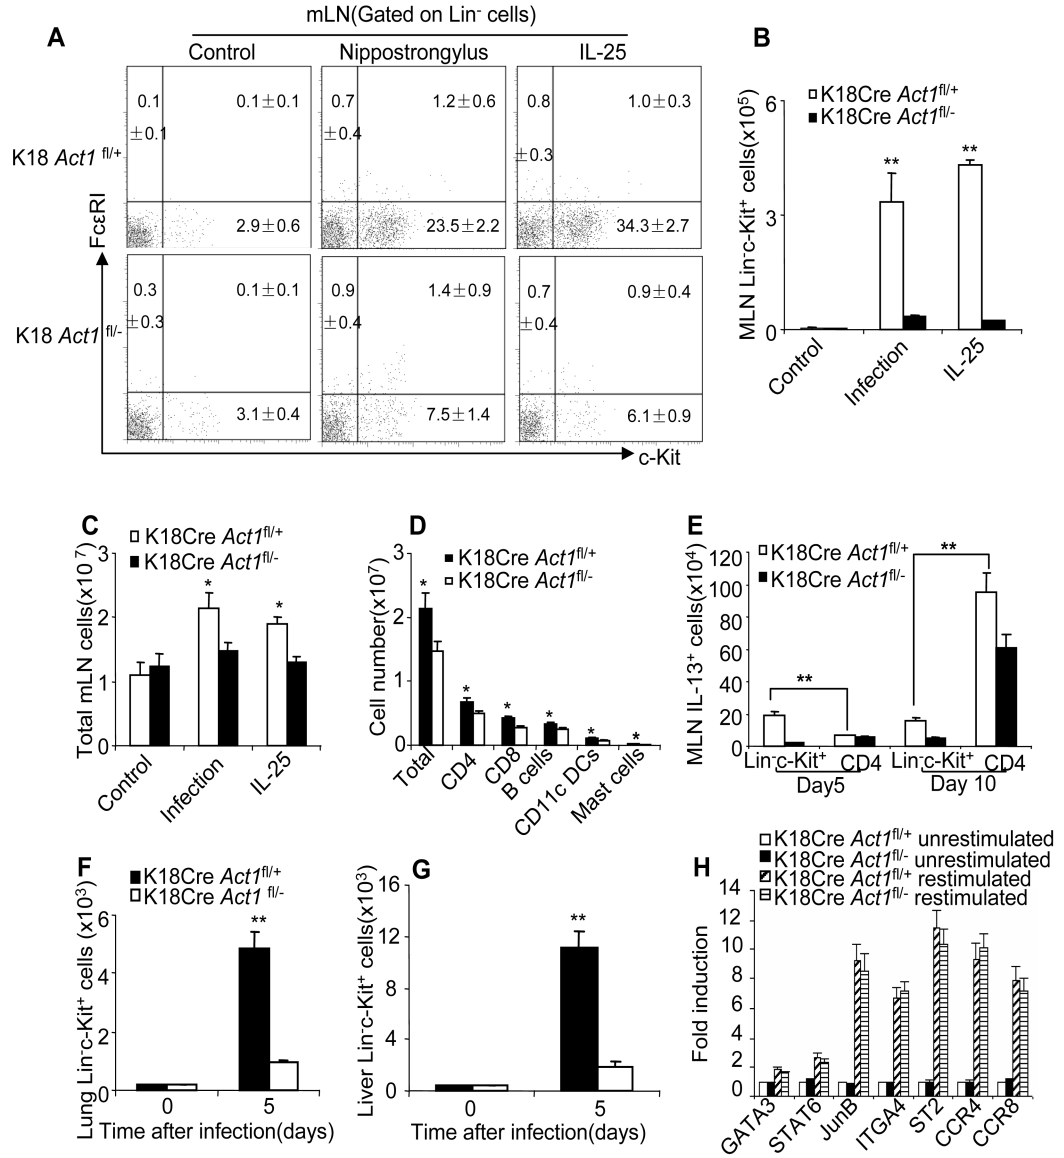 mLN(Gated on Lin- cells)
A
Control Nippostrongylus IL-25
0.1 0.1±0.1 0.7 1.2±0.6 0.8 1.0±0.3
±0.1 ±0.4 ±0.3
K18 Act1 fl/+
2.9±0.6 23.5±2.2 34.3±2.7
FcεRI
0.3 0.1±0.1 0.9 1.4±0.9 0.7 0.9±0.4
±0.3 ±0.4 ±0.4
K18 Act1 fl/-
3.1±0.4 7.5±1.4 6.1±0.9
c-Kit
B
K18Cre Act1fl/+
K18Cre Act1fl/-
MLN Lin-c-Kit+ cells(x10⁵)
6
3
0
** **
Control Infection IL-25
C
K18Cre Act1fl/+
K18Cre Act1fl/-
Total mLN cells(x10⁷)
3
2
1
0
* *
Control Infection IL-25
D
K18Cre Act1fl/+
K18Cre Act1fl/-
Cell number(x10⁷)
3
2
1
0
* * * * * *
Total CD4 CD8 B cells CD11c DCs Mast cells
E
K18Cre Act1fl/+
K18Cre Act1fl/-
MLN IL-13+ cells(x10⁴)
120
100
80
60
40
20
0
** **
Lin-c-Kit+ CD4 Lin-c-Kit+ CD4
Day5 Day 10
F
K18Cre Act1fl/+
K18Cre Act1 fl/-
Lung Lin-c-Kit+ cells (x10³)
6
4
2
0
**
0 5
Time after infection(days)
G
Liver Lin-c-Kit+ cells(x10³)
16
12
8
4
0
**
0 5
Time after infection(days)
H
K18Cre Act1fl/+ unrestimulated
K18Cre Act1fl/- unrestimulated
K18Cre Act1fl/+ restimulated
K18Cre Act1fl/- restimulated
Fold induction
14
12
10
8
6
4
2
0
GATA3 STAT6 JunB ITGA4 ST2 CCR4 CCR8